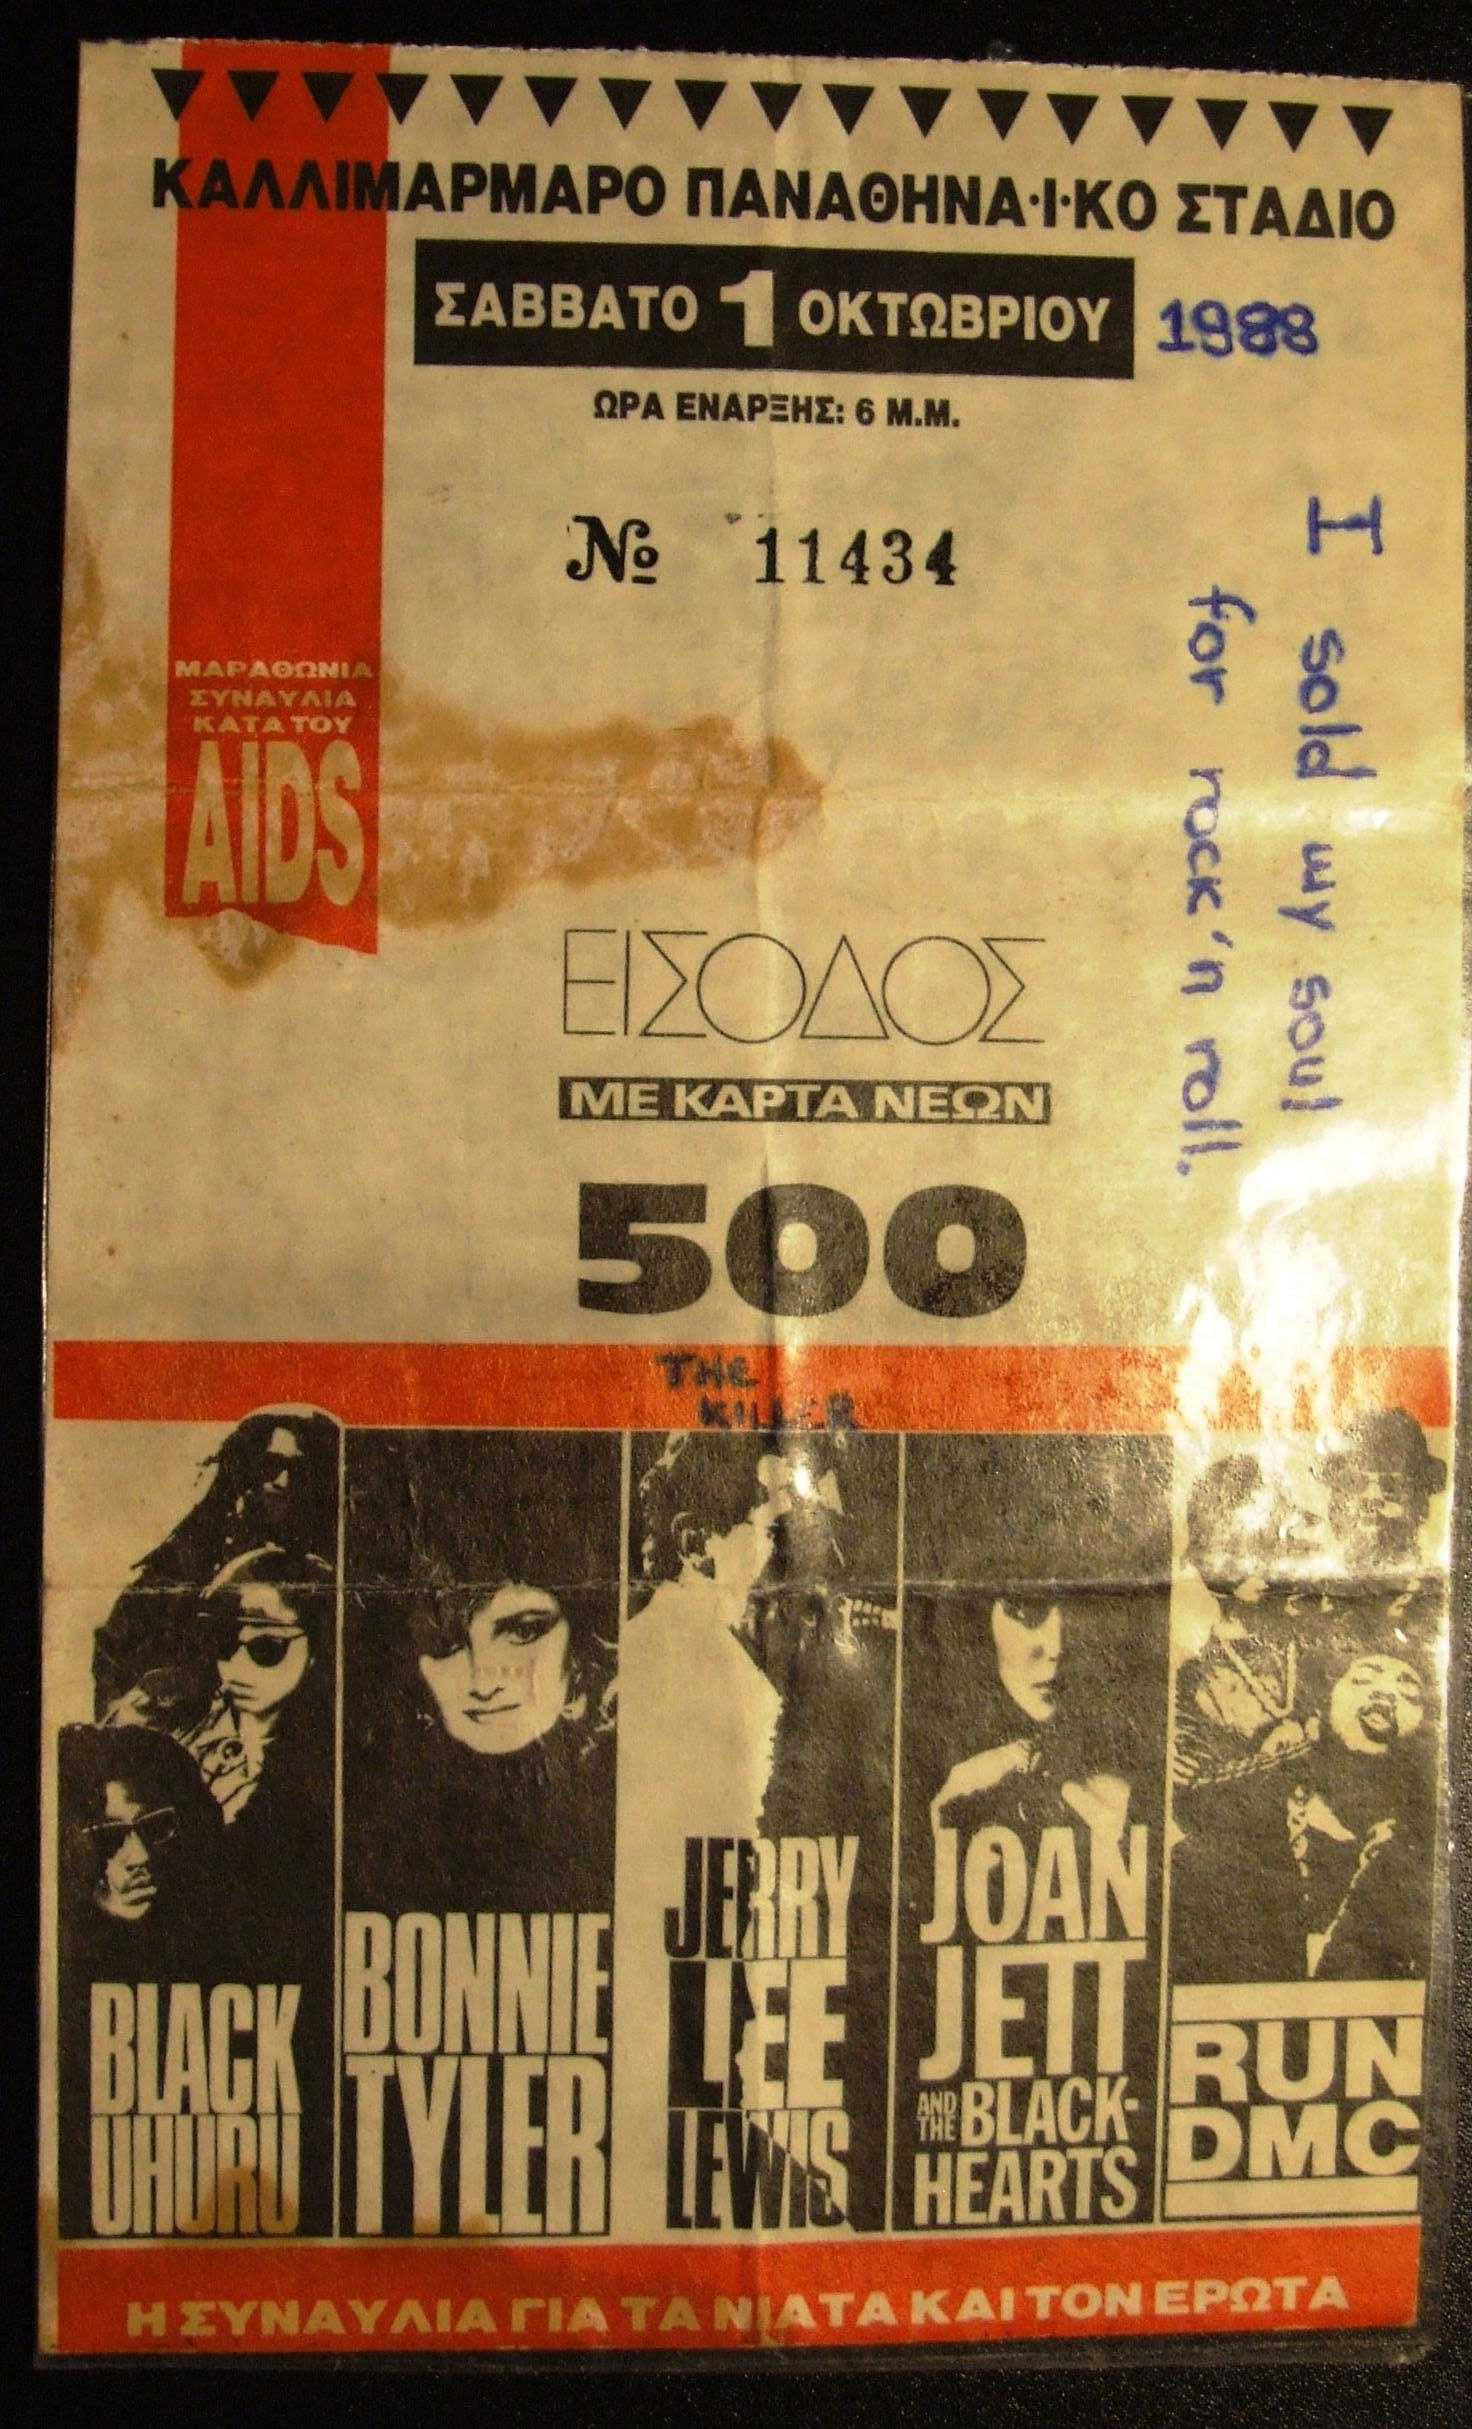 ΚΑΛΛΙΜΑΡΜΑΡΟ ΠΑΝΑΘΗΝΑ·Ι·ΚΟ ΣΤΑΔΙΟ
ΣΑΒΒΑΤΟ 1 ΟΚΤΩΒΡΙΟΥ 1988
ΩΡΑ ΕΝΑΡΞΗΣ: 6 Μ.Μ.
№ 11434
I sold my soul
for rock'n roll.
ΜΑΡΑΘΩΝΙΑ
ΣΥΝΑΥΛΙΑ
ΚΑΤΑ ΤΟΥ
AIDS
ΕΙΣΟΔΟΣ
ΜΕ ΚΑΡΤΑ ΝΕΩΝ
500
THE
KILLER
BLACK
UHURU
BONNIE
TYLER
JERRY
LEE
LEWIS
JOAN
JETT
AND THE BLACK-
HEARTS
RUN
DMC
Η ΣΥΝΑΥΛΙΑ ΓΙΑ ΤΑ ΝΙΑΤΑ ΚΑΙ ΤΟΝ ΕΡΩΤΑ